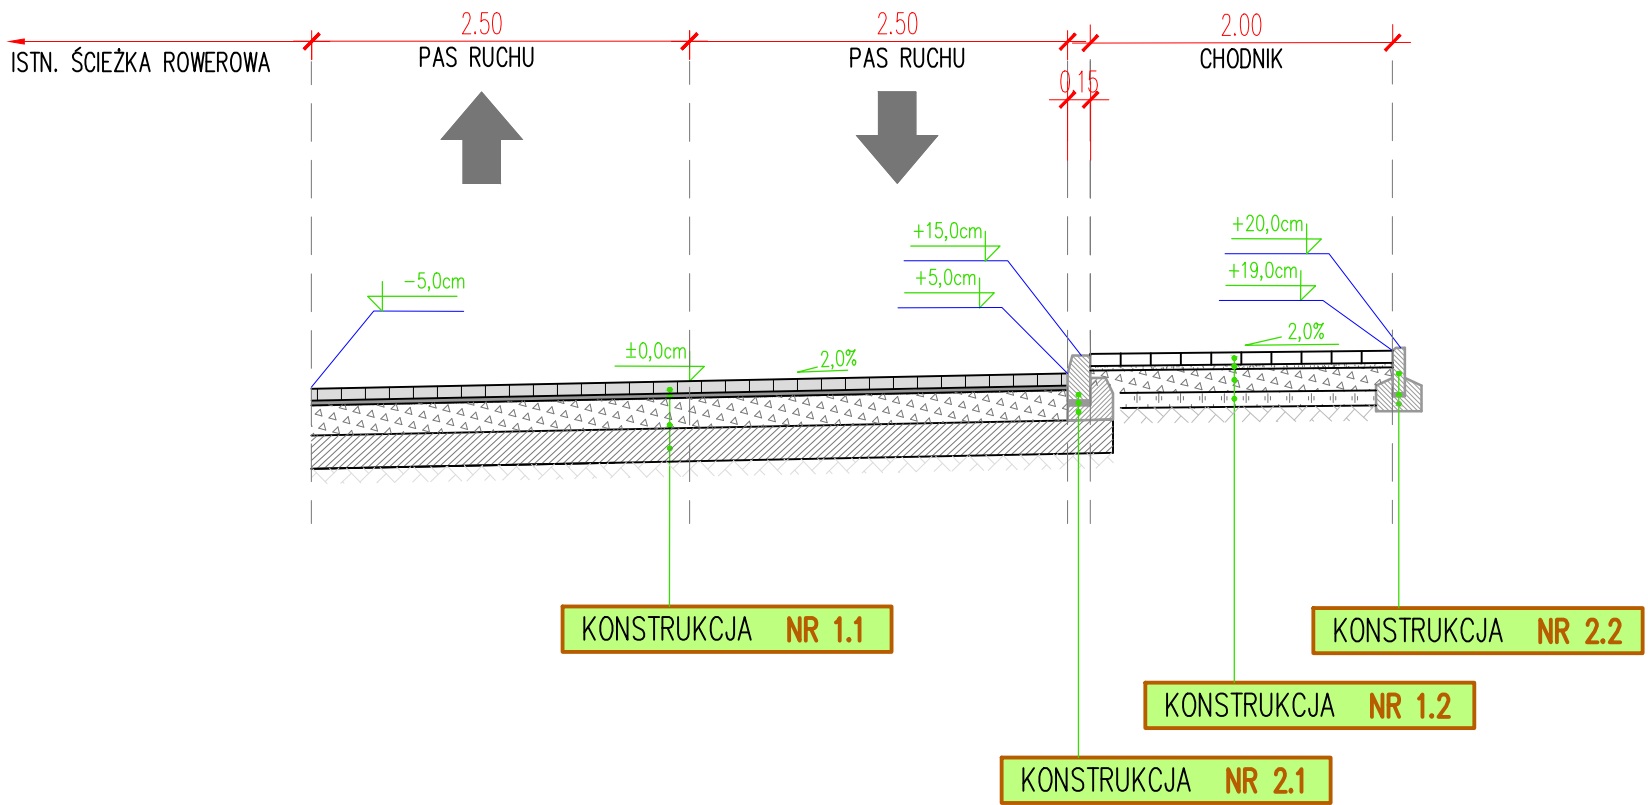 2.50
2.50
2.00
ISTN. ŚCIEŻKA ROWEROWA
PAS RUCHU
PAS RUCHU
CHODNIK
0.15
+15,0cm
+20,0cm
-5,0cm
+5,0cm
+19,0cm
±0,0cm
2,0%
2,0%
KONSTRUKCJA NR 1.1
KONSTRUKCJA NR 2.2
KONSTRUKCJA NR 1.2
KONSTRUKCJA NR 2.1